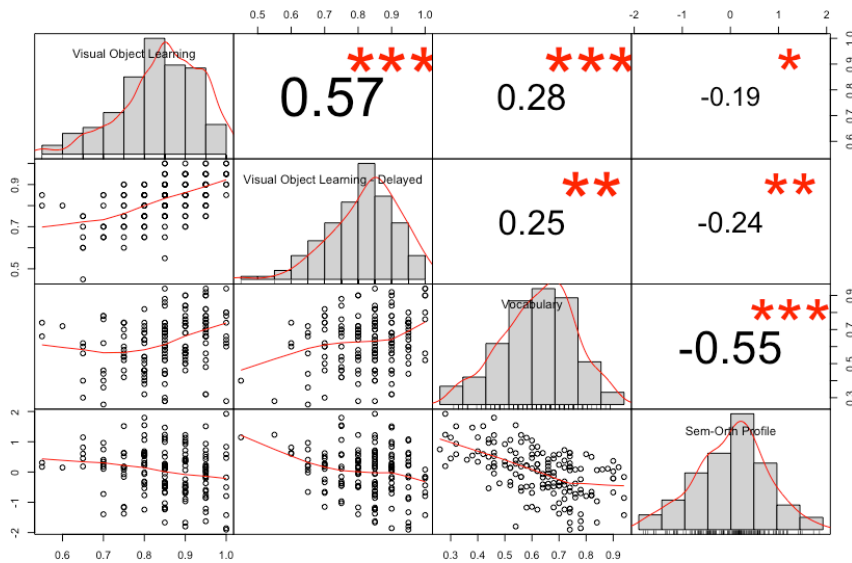 0.5 0.6 0.7 0.8 0.9 1.0 -2 -1 0 1 2
Visual Object Learning
0.57
***
0.28
***
-0.19
*
0.6 0.7 0.8 0.9 1.0
0.5 0.7 0.9
Visual Object Learning - Delayed
0.25
**
-0.24
**
Vocabulary
-0.55
***
0.3 0.5 0.7 0.9
-2 -1 0 1 2
Sem-Orth Profile
0.6 0.7 0.8 0.9 1.0 0.3 0.4 0.5 0.6 0.7 0.8 0.9